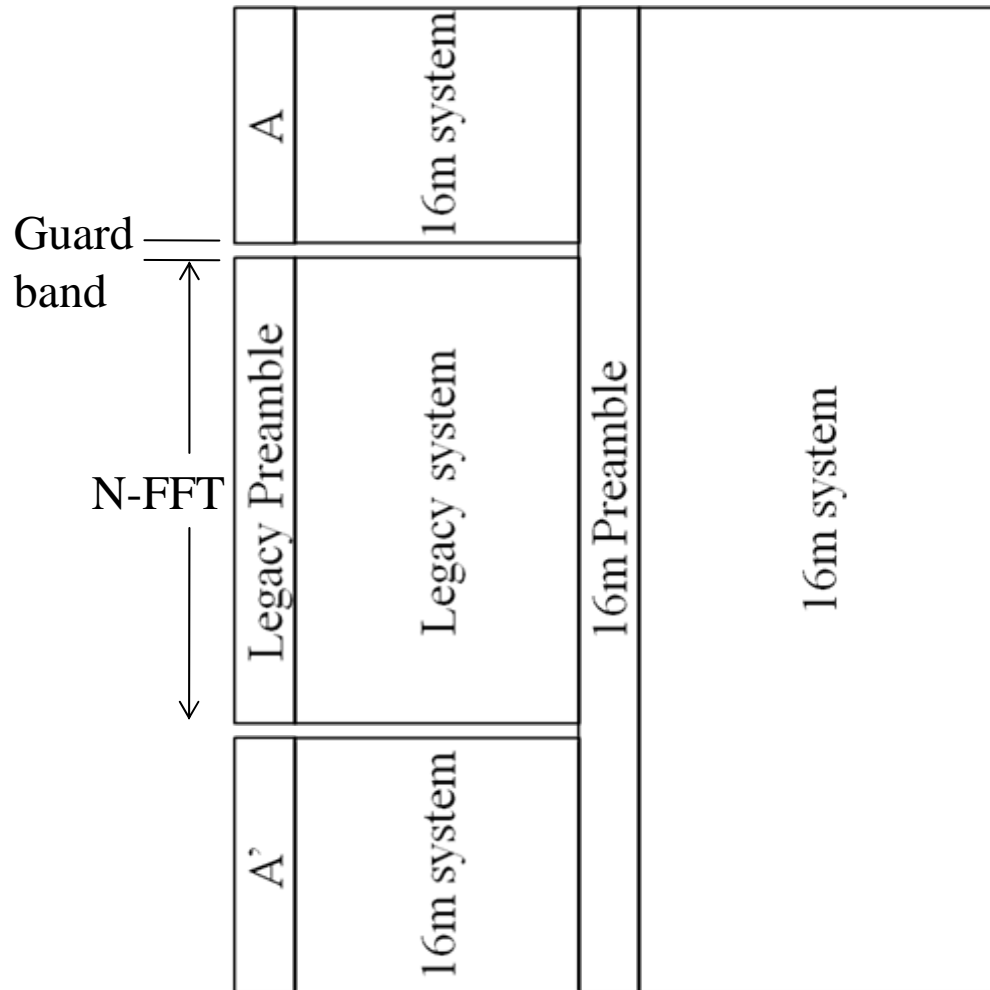 A
16m system
Guard
band
Legacy Preamble
Legacy system
N-FFT
16m Preamble
16m system
A’
16m system